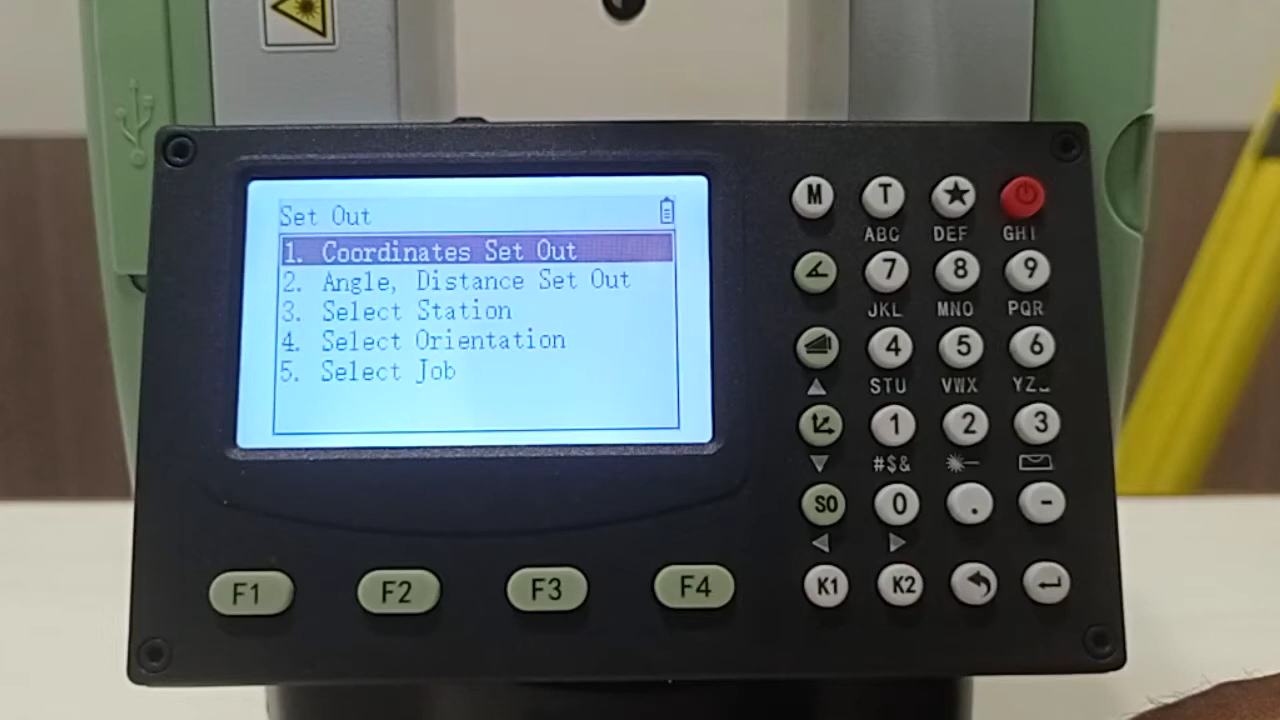 Set Out
1. Coordinates Set Out
2. Angle, Distance Set Out
3. Select Station
4. Select Orientation
5. Select Job
M T
ABC DEF GHI
7 8 9
JKL MNO PQR
4 5 6
STU VWX YZ_
1 2 3
#$&
SO 0 . -
F1 F2 F3 F4 K1 K2